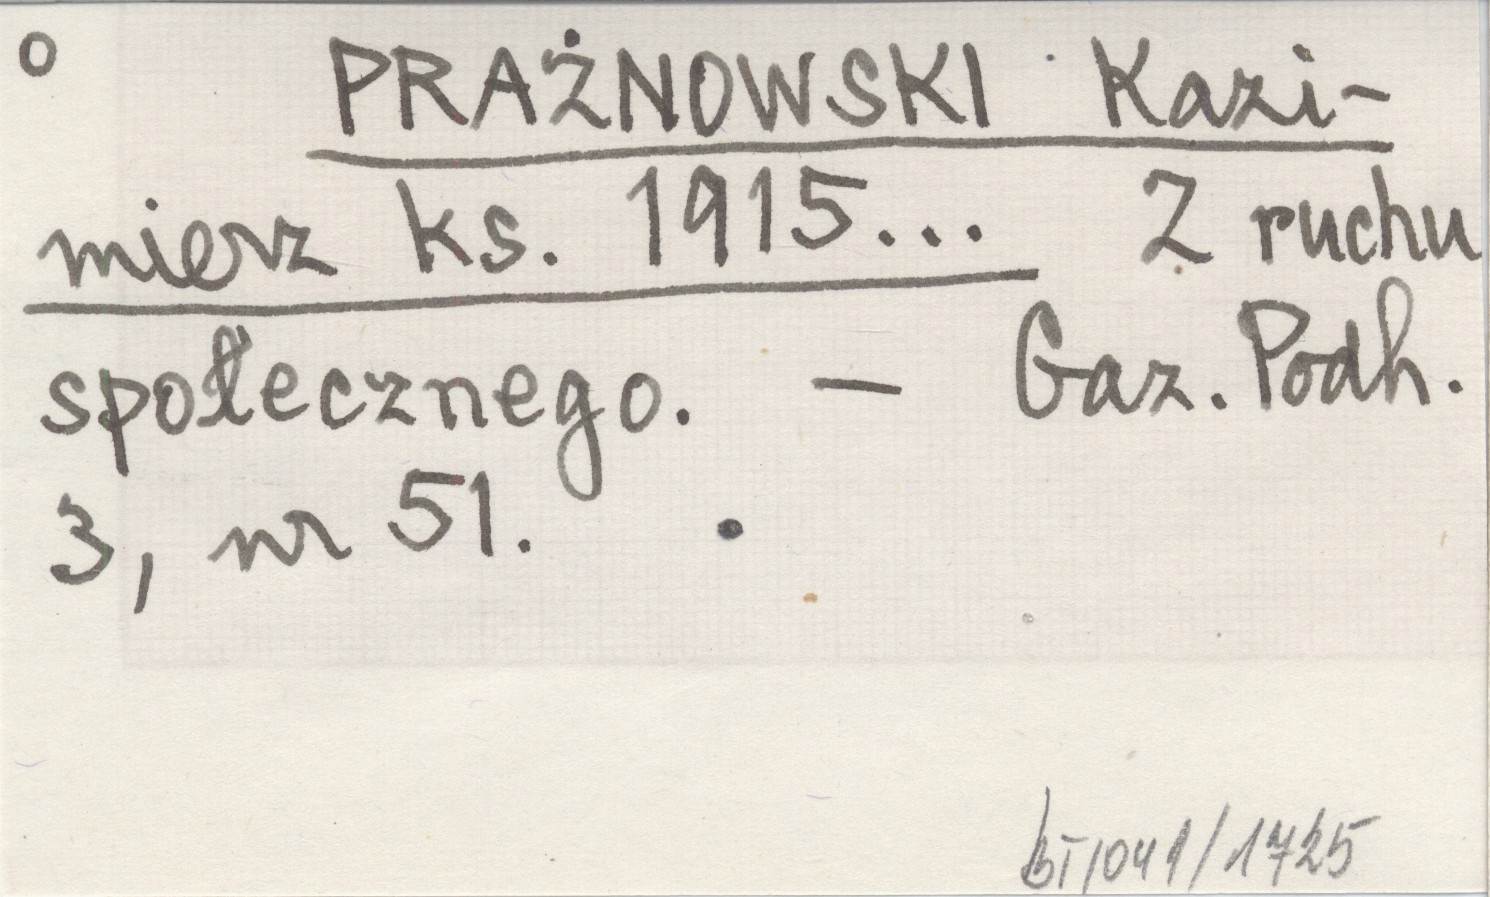 o PRAŻNOWSKI Kazi-
mierz ks. 1915... Z ruchu
społecznego. — Gaz. Podh.
3, nr 51.
bT/041/1725